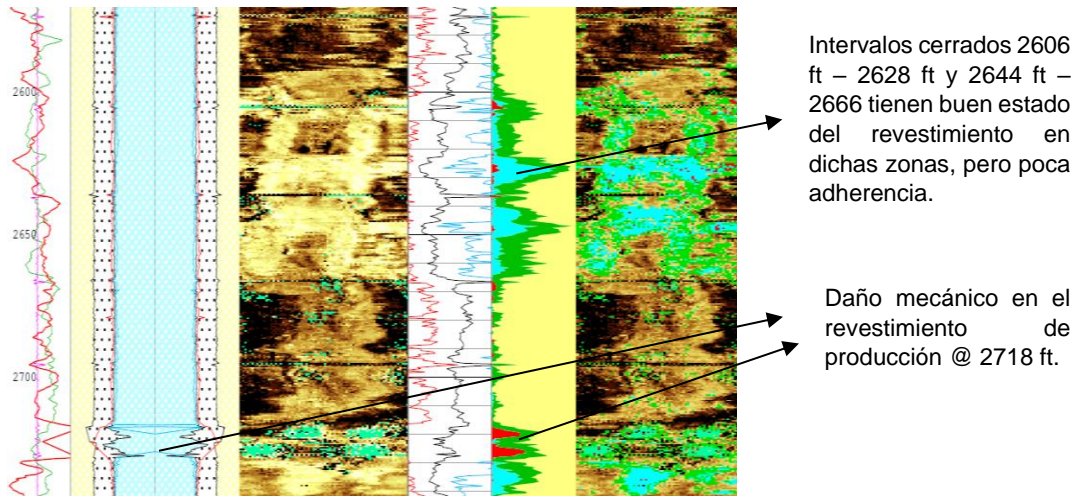 Intervalos cerrados 2606
ft – 2628 ft y 2644 ft –
2666 tienen buen estado
del revestimiento en
dichas zonas, pero poca
adherencia.
2600
2650
Daño mecánico en el
revestimiento de
producción @ 2718 ft.
2700